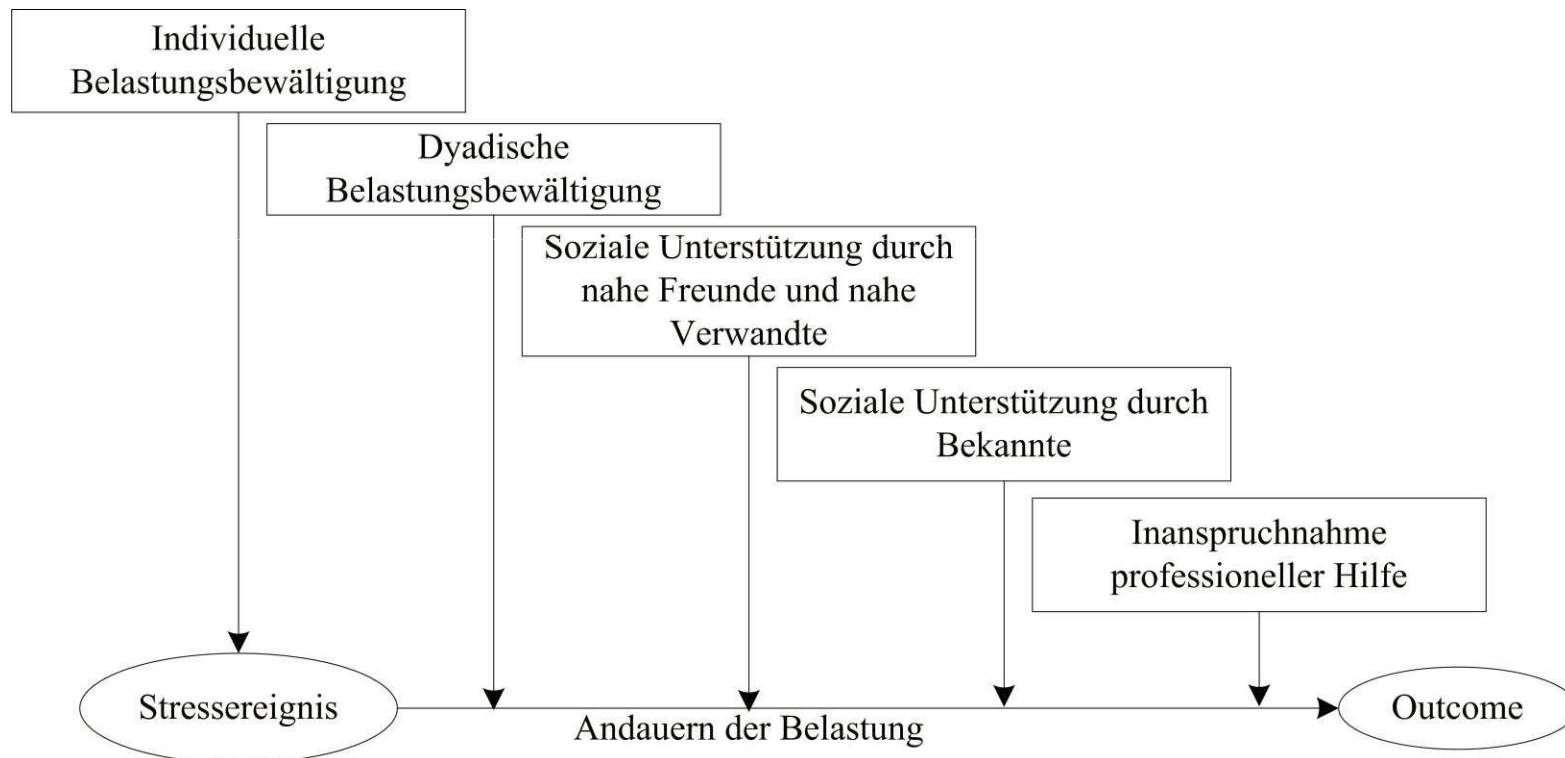 Individuelle
Belastungsbewältigung
Dyadische
Belastungsbewältigung
Soziale Unterstützung durch
nahe Freunde und nahe
Verwandte
Soziale Unterstützung durch
Bekannte
Inanspruchnahme
professioneller Hilfe
Stressereignis
Andauern der Belastung
Outcome